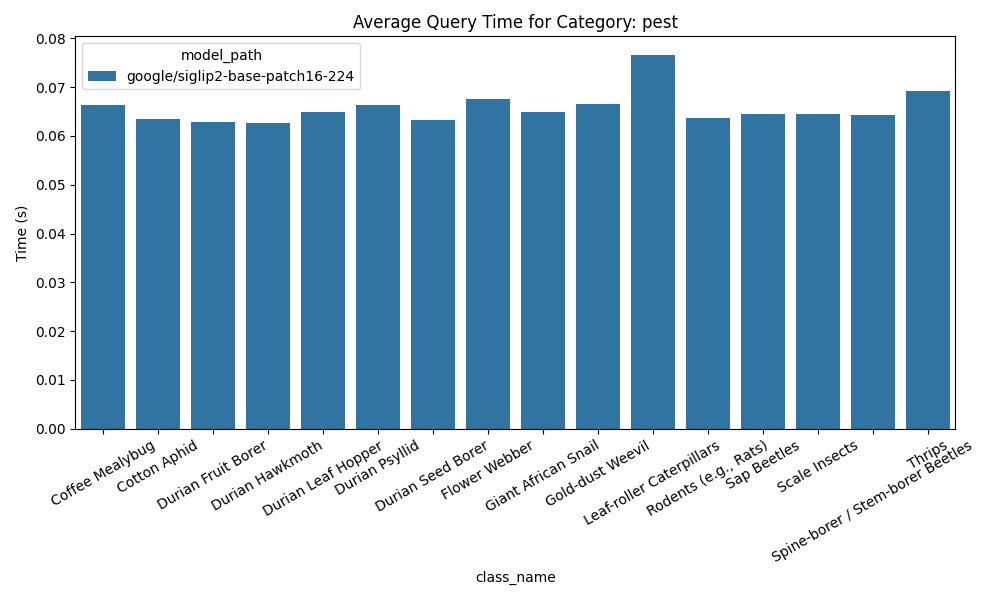 Average Query Time for Category: pest
model_path
google/siglip2-base-patch16-224
Time (s)
0.08
0.07
0.06
0.05
0.04
0.03
0.02
0.01
0.00
Coffee Mealybug
Cotton Aphid
Durian Fruit Borer
Durian Hawkmoth
Durian Leaf Hopper
Durian Psyllid
Durian Seed Borer
Flower Webber
Giant African Snail
Gold-dust Weevil
Leaf-roller Caterpillars
Rodents (e.g., Rats)
Sap Beetles
Scale Insects
Spine-borer / Stem-borer Beetles
Thrips
class_name